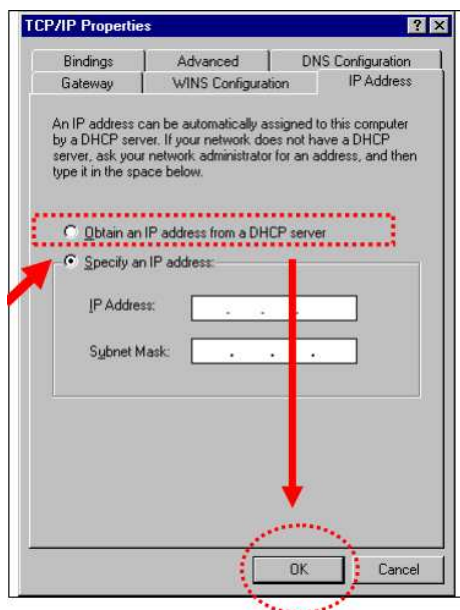 TCP/IP Properties
Bindings Advanced DNS Configuration
Gateway WINS Configuration IP Address
An IP address can be automatically assigned to this computer
by a DHCP server. If your network does not have a DHCP
server, ask your network administrator for an address, and then
type it in the space below.
Obtain an IP address from a DHCP server
Specify an IP address:
IP Address:
Subnet Mask:
OK Cancel